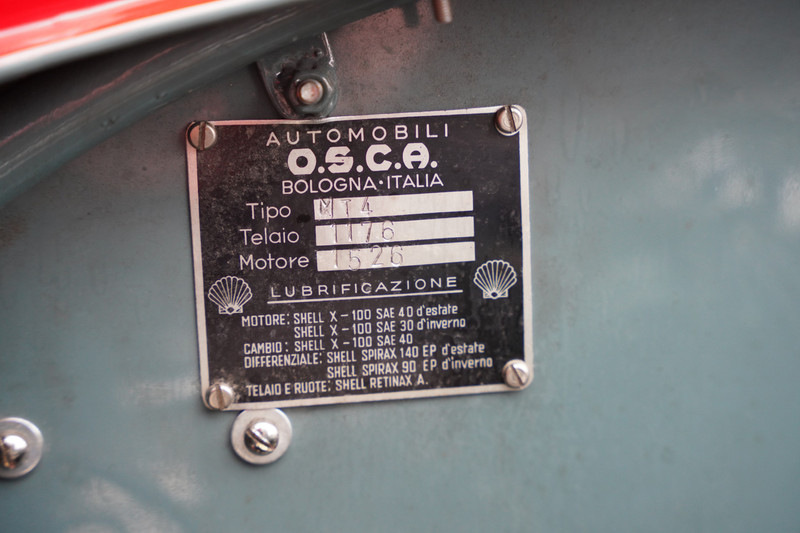 AUTOMOBILI
O.S.C.A.
BOLOGNA·ITALIA
Tipo MT4
Telaio 1176
Motore 1526
LUBRIFICAZIONE
MOTORE: SHELL X-100 SAE 40 d'estate
SHELL X-100 SAE 30 d'inverno
CAMBIO: SHELL X-100 SAE 40
DIFFERENZIALE: SHELL SPIRAX 140 EP d'estate
SHELL SPIRAX 90 EP d'inverno
TELAIO E RUOTE: SHELL RETINAX A.